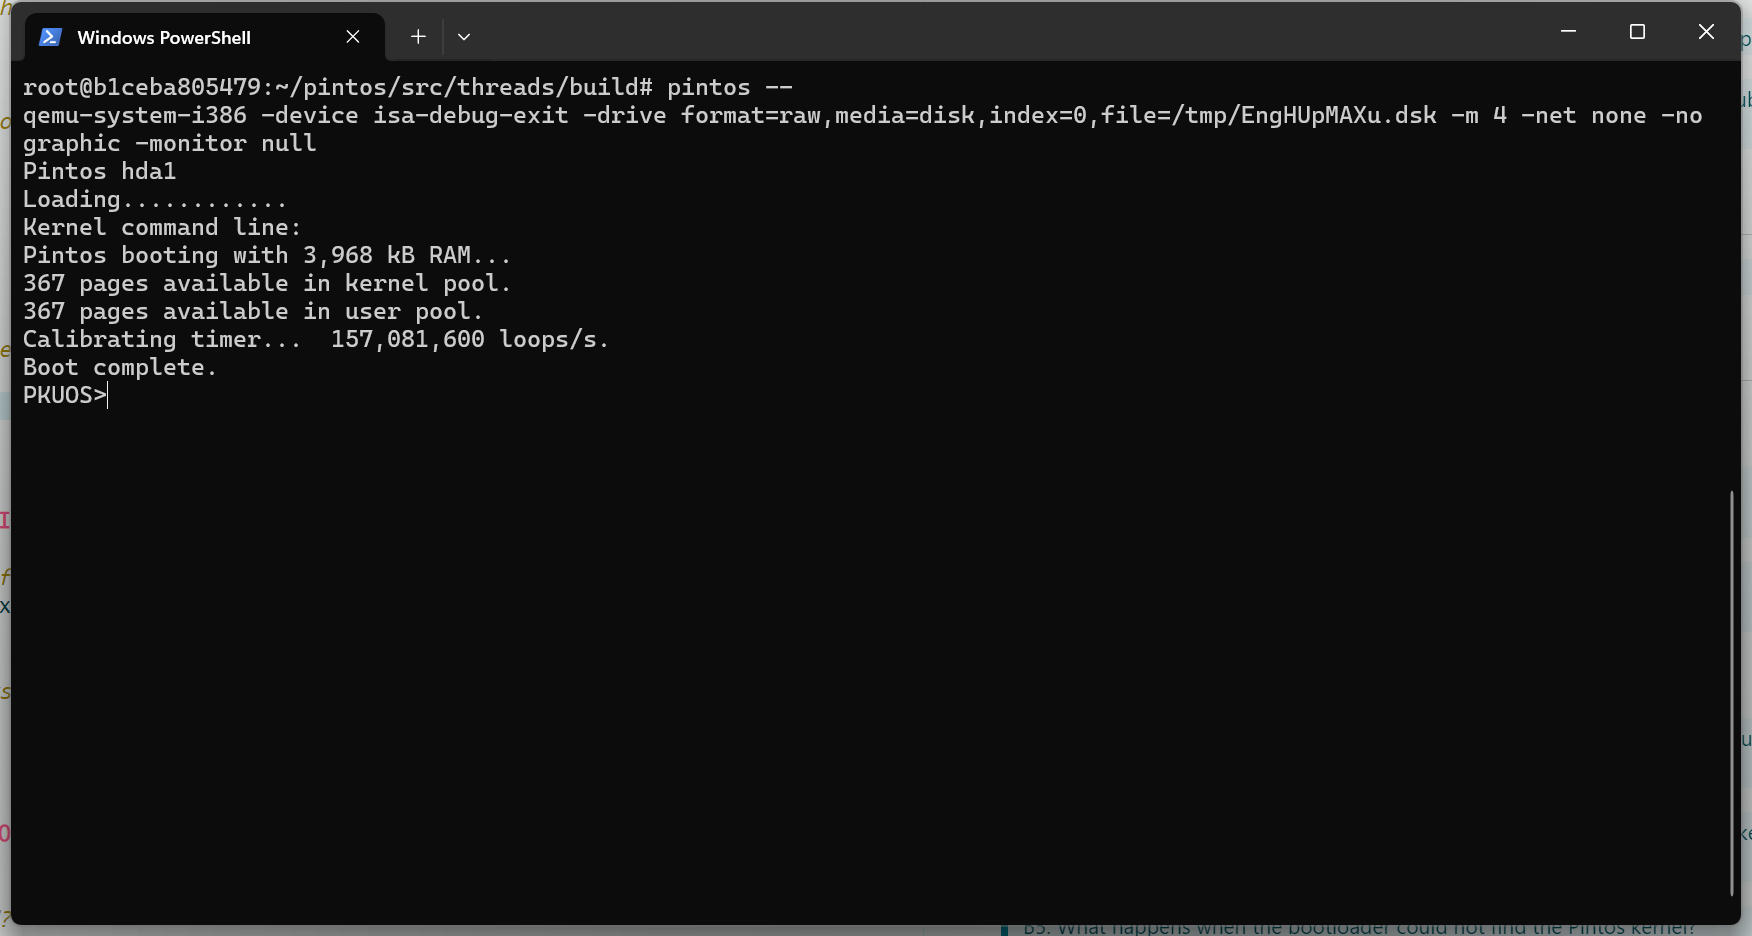 Windows PowerShell
root@b1ceba805479:~/pintos/src/threads/build# pintos --
qemu-system-i386 -device isa-debug-exit -drive format=raw,media=disk,index=0,file=/tmp/EngHUpMAXu.dsk -m 4 -net none -no
graphic -monitor null
Pintos hda1
Loading............
Kernel command line:
Pintos booting with 3,968 kB RAM...
367 pages available in kernel pool.
367 pages available in user pool.
Calibrating timer...  157,081,600 loops/s.
Boot complete.
PKUOS>
B3. What happens when the bootloader could not find the Pintos kernel?